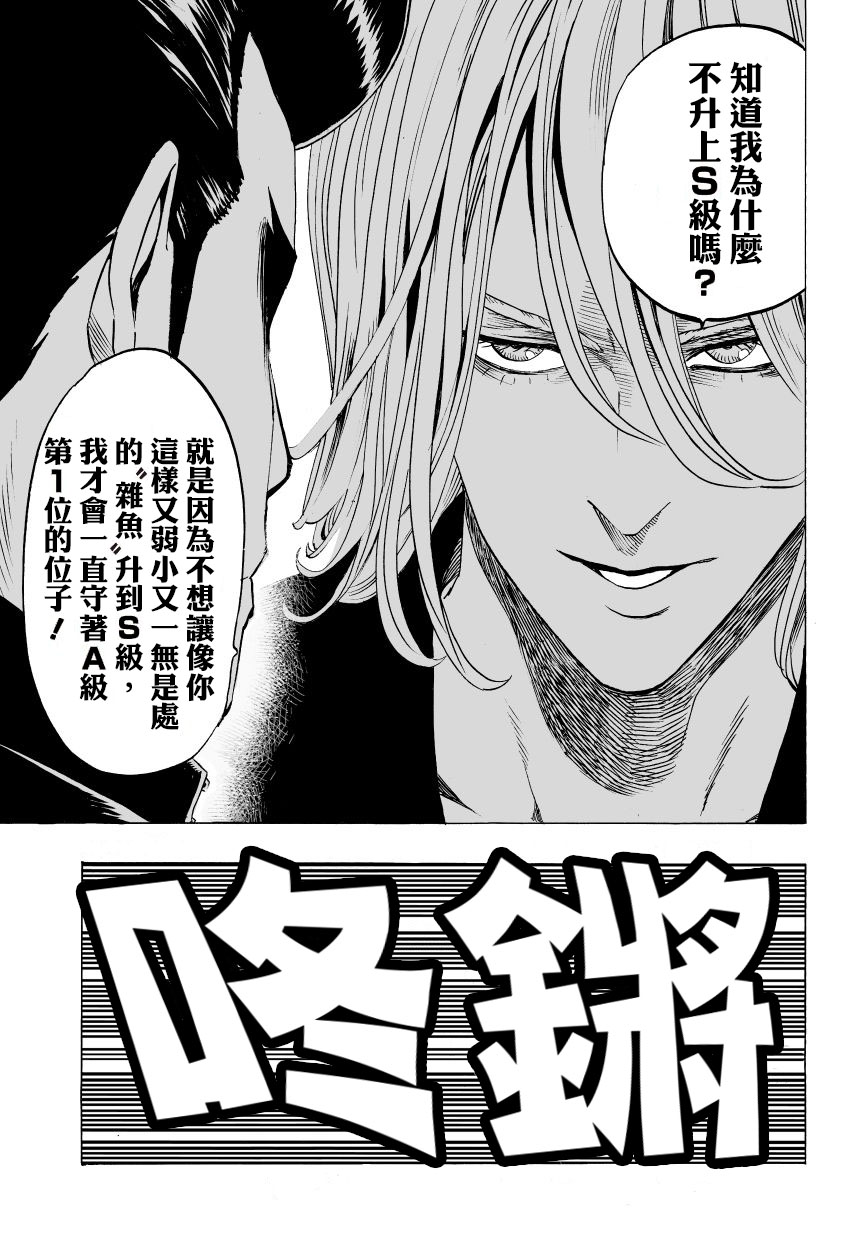 知道我為什麼
不升上S級嗎？
就是因為不想讓像你
這樣又弱小又一無是處
的〝雜魚〞升到S級，
我才會一直守著A級
第1位的位子！
鏘咚